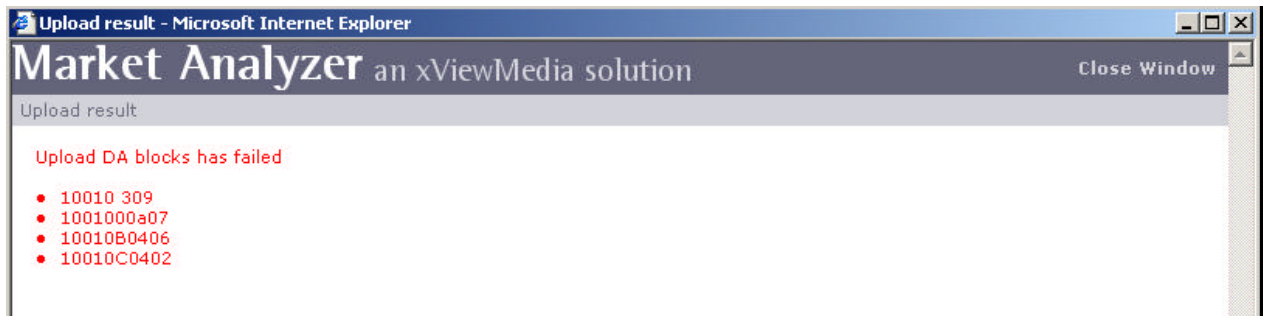 Upload result - Microsoft Internet Explorer
Market Analyzer an xViewMedia solution
Close Window
Upload result
Upload DA blocks has failed
10010 309
1001000a07
10010B0406
10010C0402